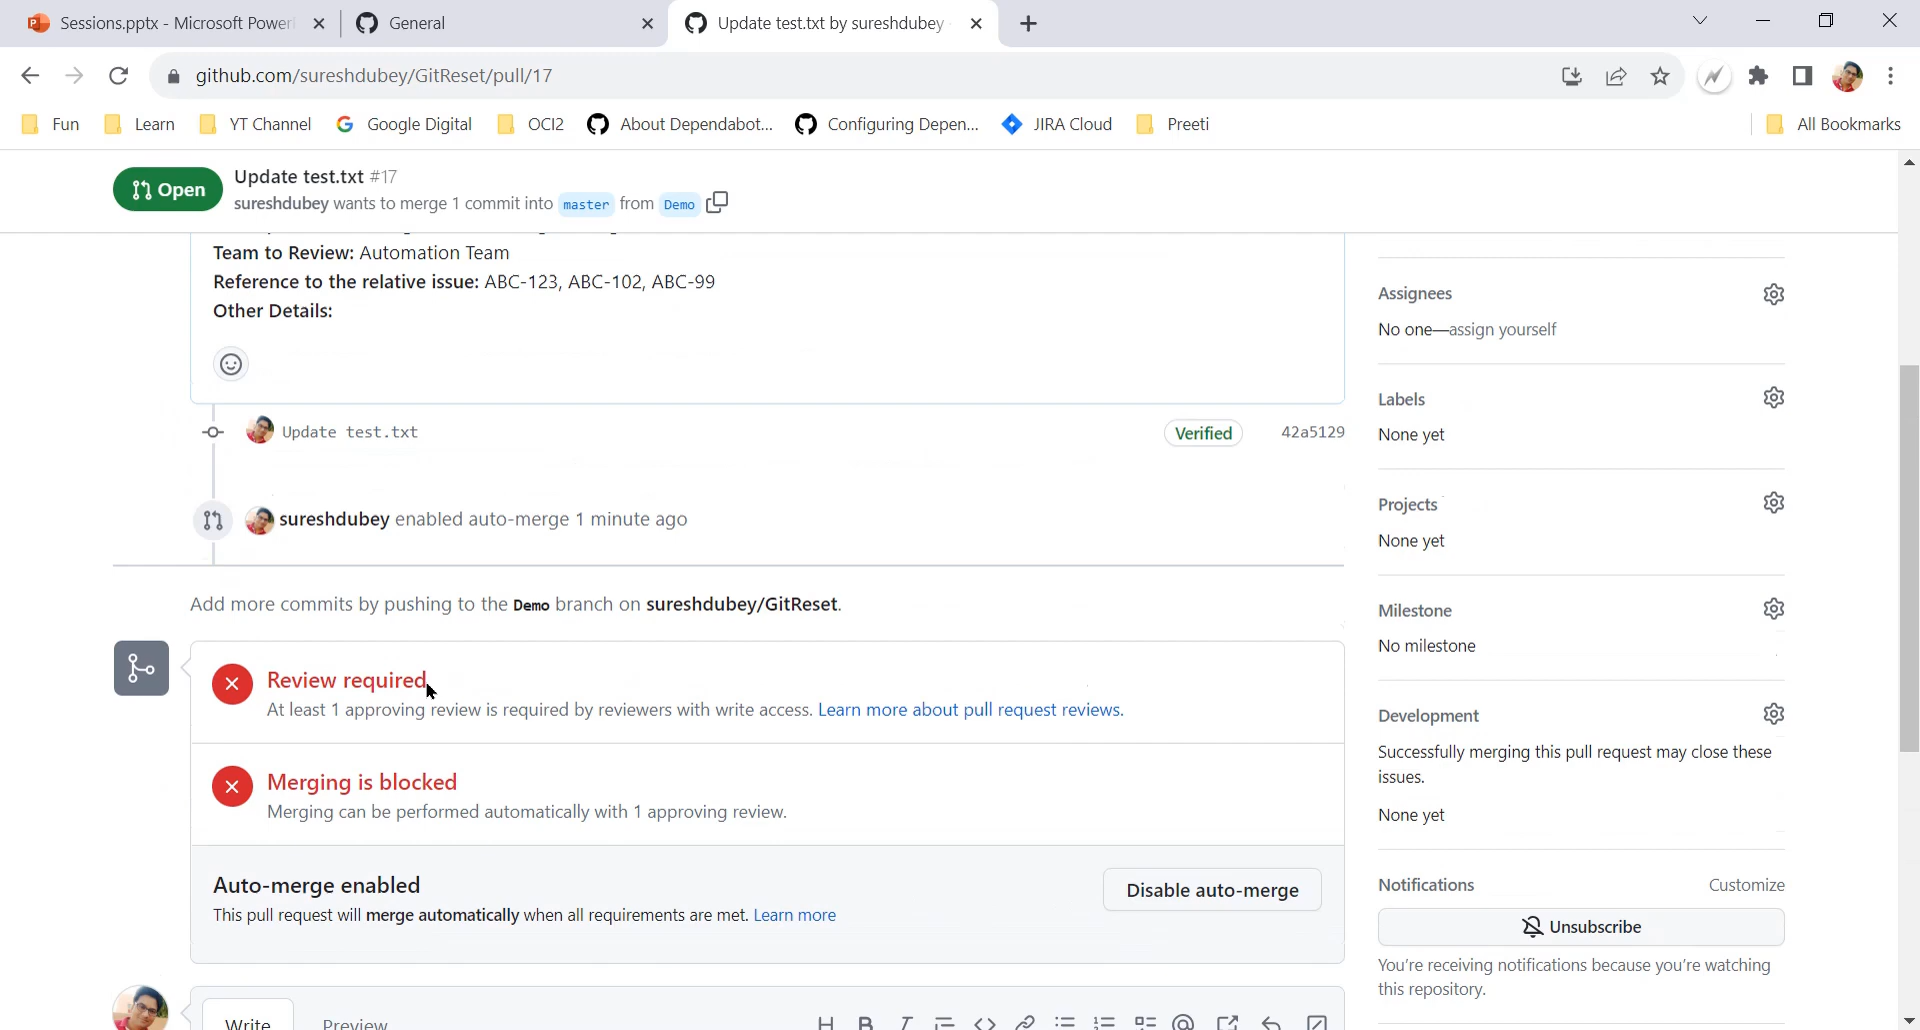 Sessions.pptx - Microsoft Power
General
Update test.txt by sureshdubey
github.com/sureshdubey/GitReset/pull/17
Fun
Learn
YT Channel
Google Digital
OCI2
About Dependabot...
Configuring Depen...
JIRA Cloud
Preeti
All Bookmarks
Open
Update test.txt #17
sureshdubey wants to merge 1 commit into master from Demo
Team to Review: Automation Team
Reference to the relative issue: ABC-123, ABC-102, ABC-99
Other Details:
Update test.txt
Verified
42a5129
sureshdubey enabled auto-merge 1 minute ago
Add more commits by pushing to the Demo branch on sureshdubey/GitReset.
Review required
At least 1 approving review is required by reviewers with write access. Learn more about pull request reviews.
Merging is blocked
Merging can be performed automatically with 1 approving review.
Auto-merge enabled
This pull request will merge automatically when all requirements are met. Learn more
Disable auto-merge
Write
Preview
Assignees
No one—assign yourself
Labels
None yet
Projects
None yet
Milestone
No milestone
Development
Successfully merging this pull request may close these
issues.
None yet
Notifications
Customize
Unsubscribe
You're receiving notifications because you're watching
this repository.